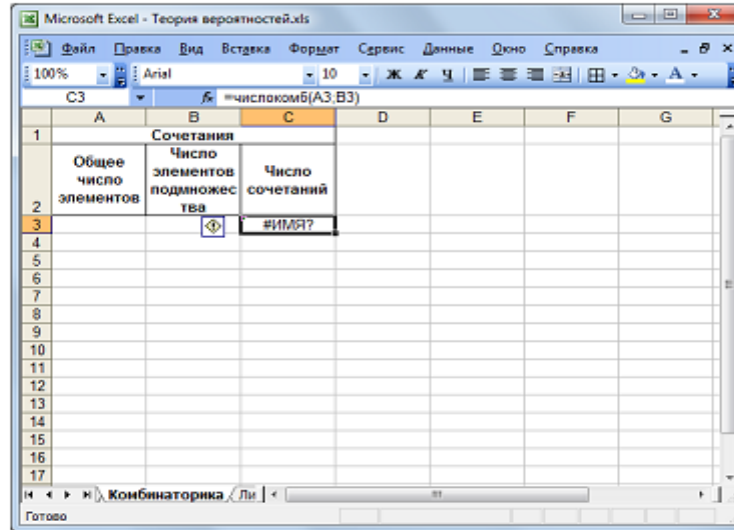 Microsoft Excel - Теория вероятностей.xls
Файл Правка Вид Вставка Формат Сервис Данные Окно Справка
100% Arial 10 Ж К Ч A
C3 fx =числокомб(A3;B3)
A B C D E F G
1 Сочетания
2 Общее число элементов Число элементов подмножес тва Число сочетаний
3 #ИМЯ?
4
5
6
7
8
9
10
11
12
13
14
15
16
17
Комбинаторика / Ли
Готово